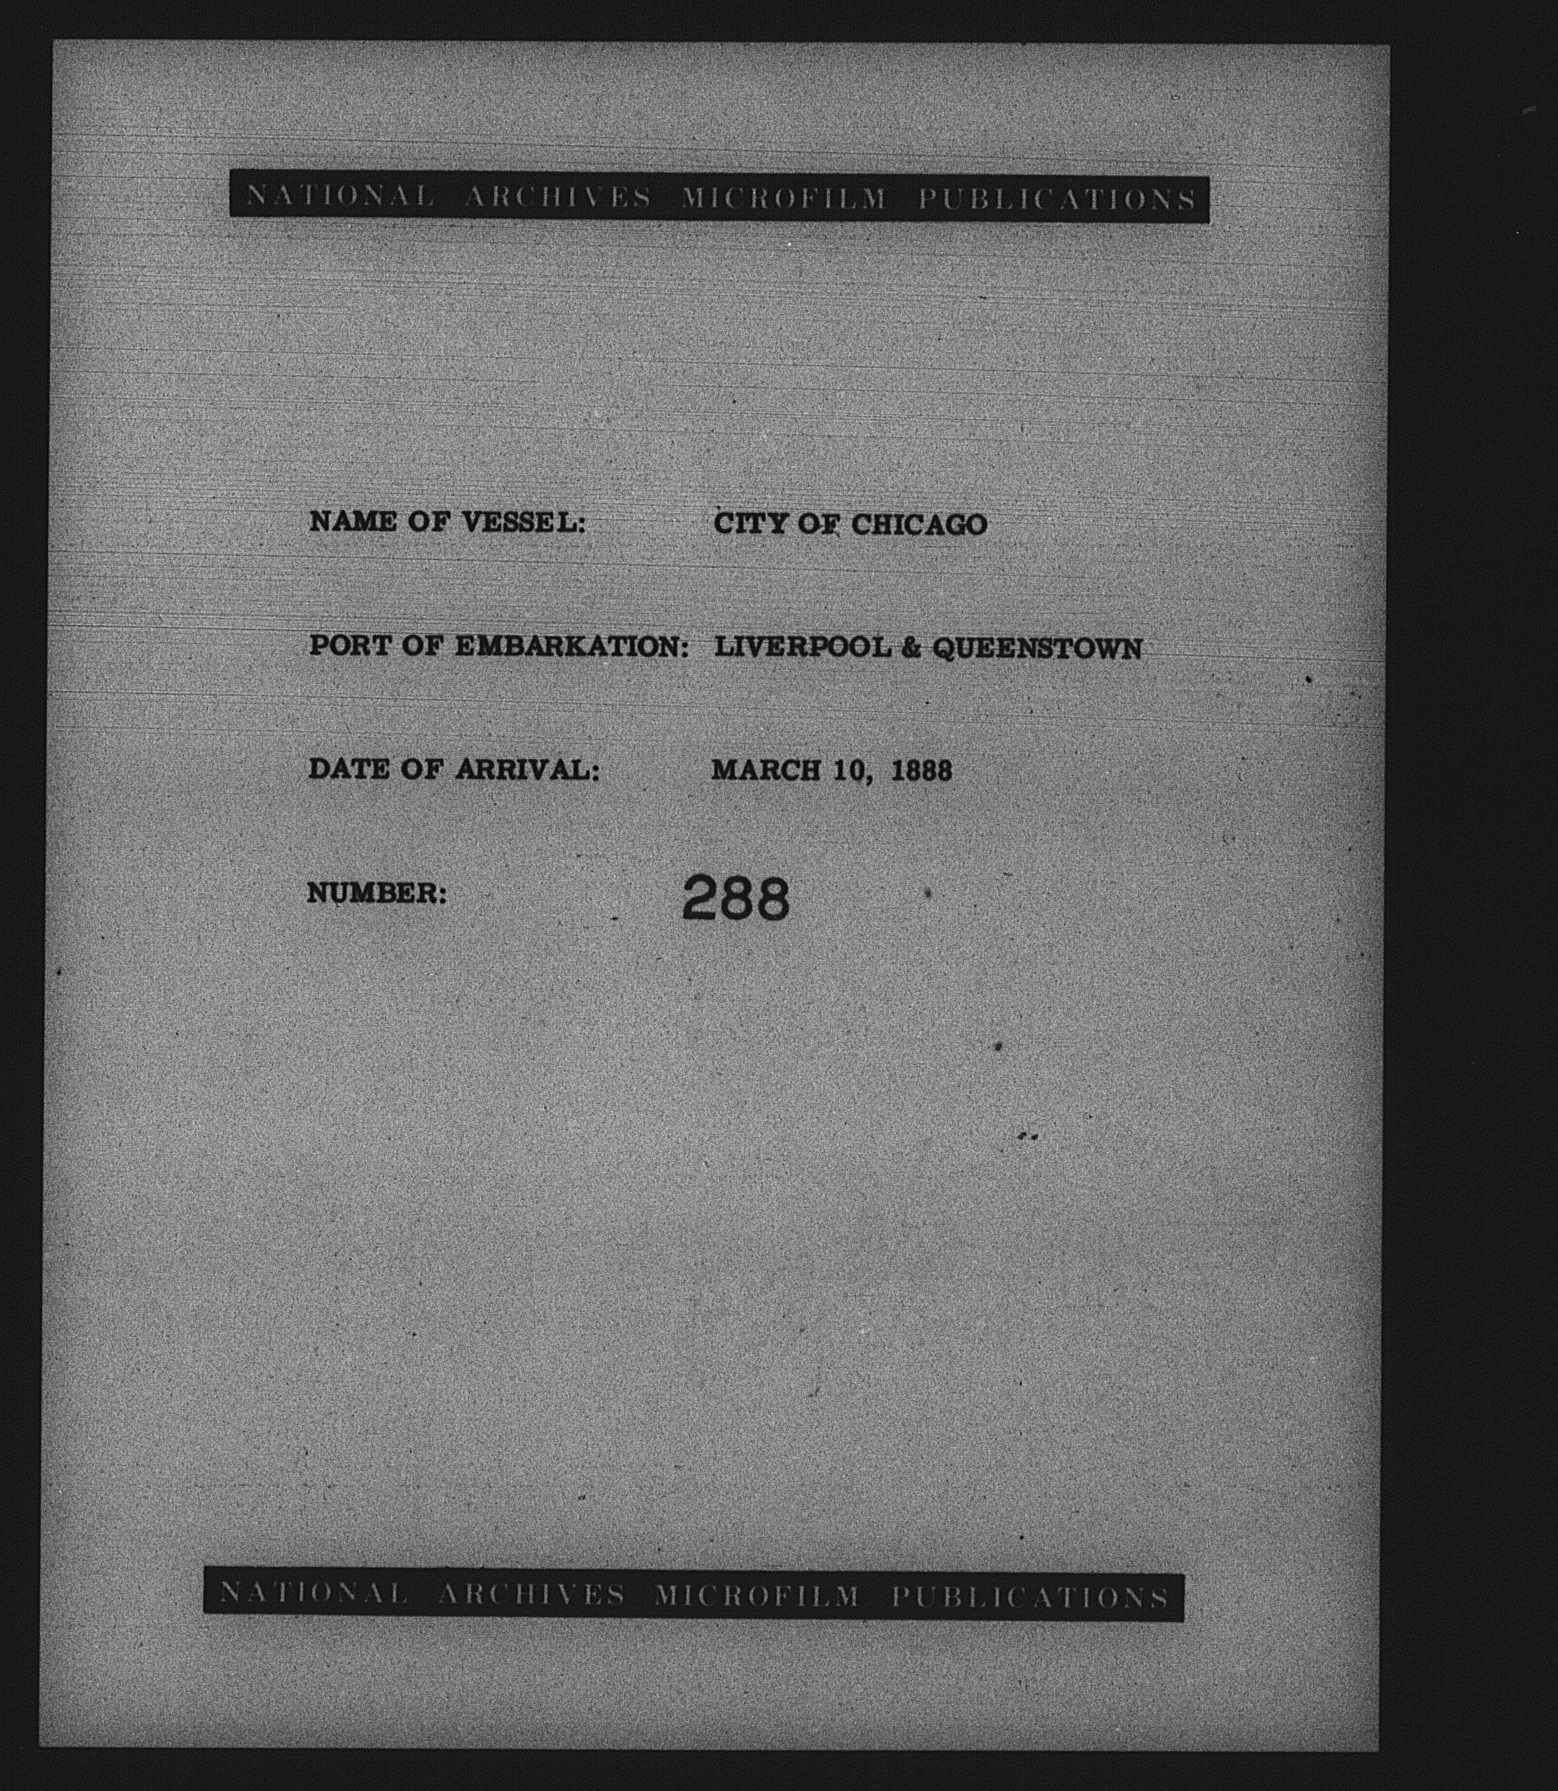 NATIONAL ARCHIVES MICROFILM PUBLICATIONS
NAME OF VESSEL: CITY OF CHICAGO
PORT OF EMBARKATION: LIVERPOOL & QUEENSTOWN
DATE OF ARRIVAL: MARCH 10, 1888
NUMBER: 288
NATIONAL ARCHIVES MICROFILM PUBLICATIONS